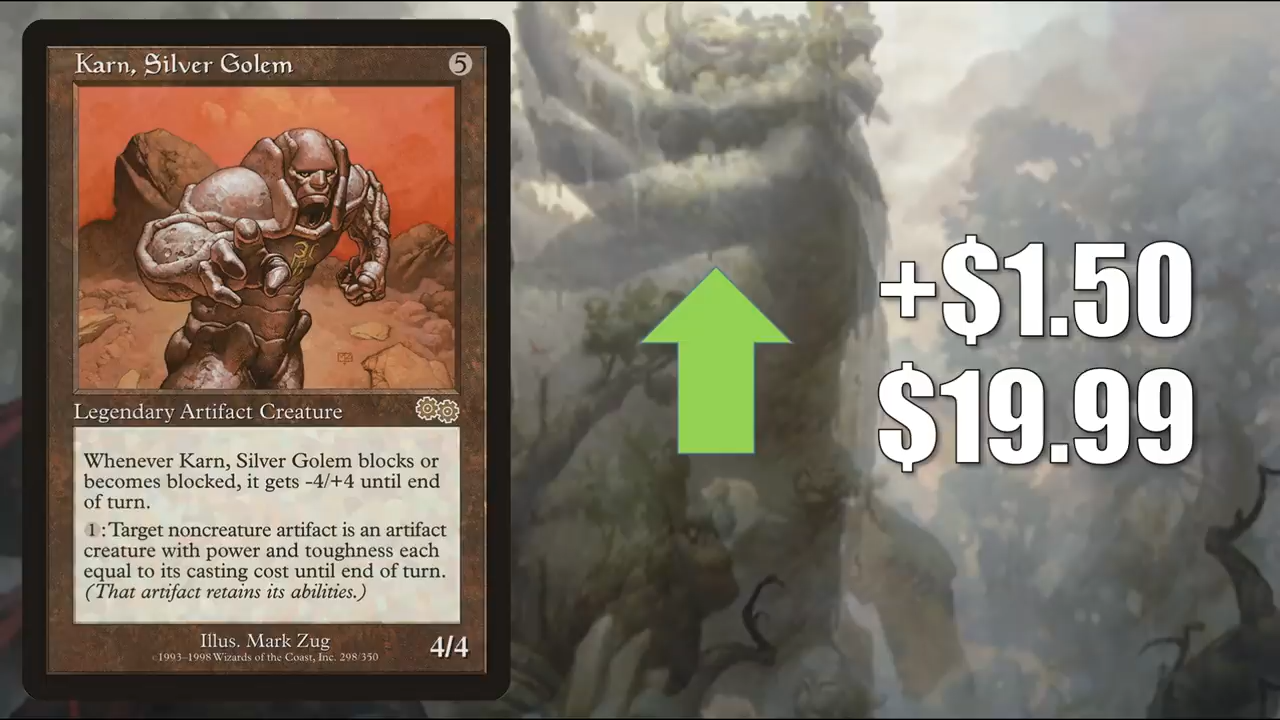 Karn, Silver Golem 5
Legendary Artifact Creature
Whenever Karn, Silver Golem blocks or
becomes blocked, it gets -4/+4 until end
of turn.
1:Target noncreature artifact is an artifact
creature with power and toughness each
equal to its casting cost until end of turn.
(That artifact retains its abilities.)
Illus. Mark Zug
©1993–1998 Wizards of the Coast, Inc. 298/350
4/4
+$1.50
$19.99